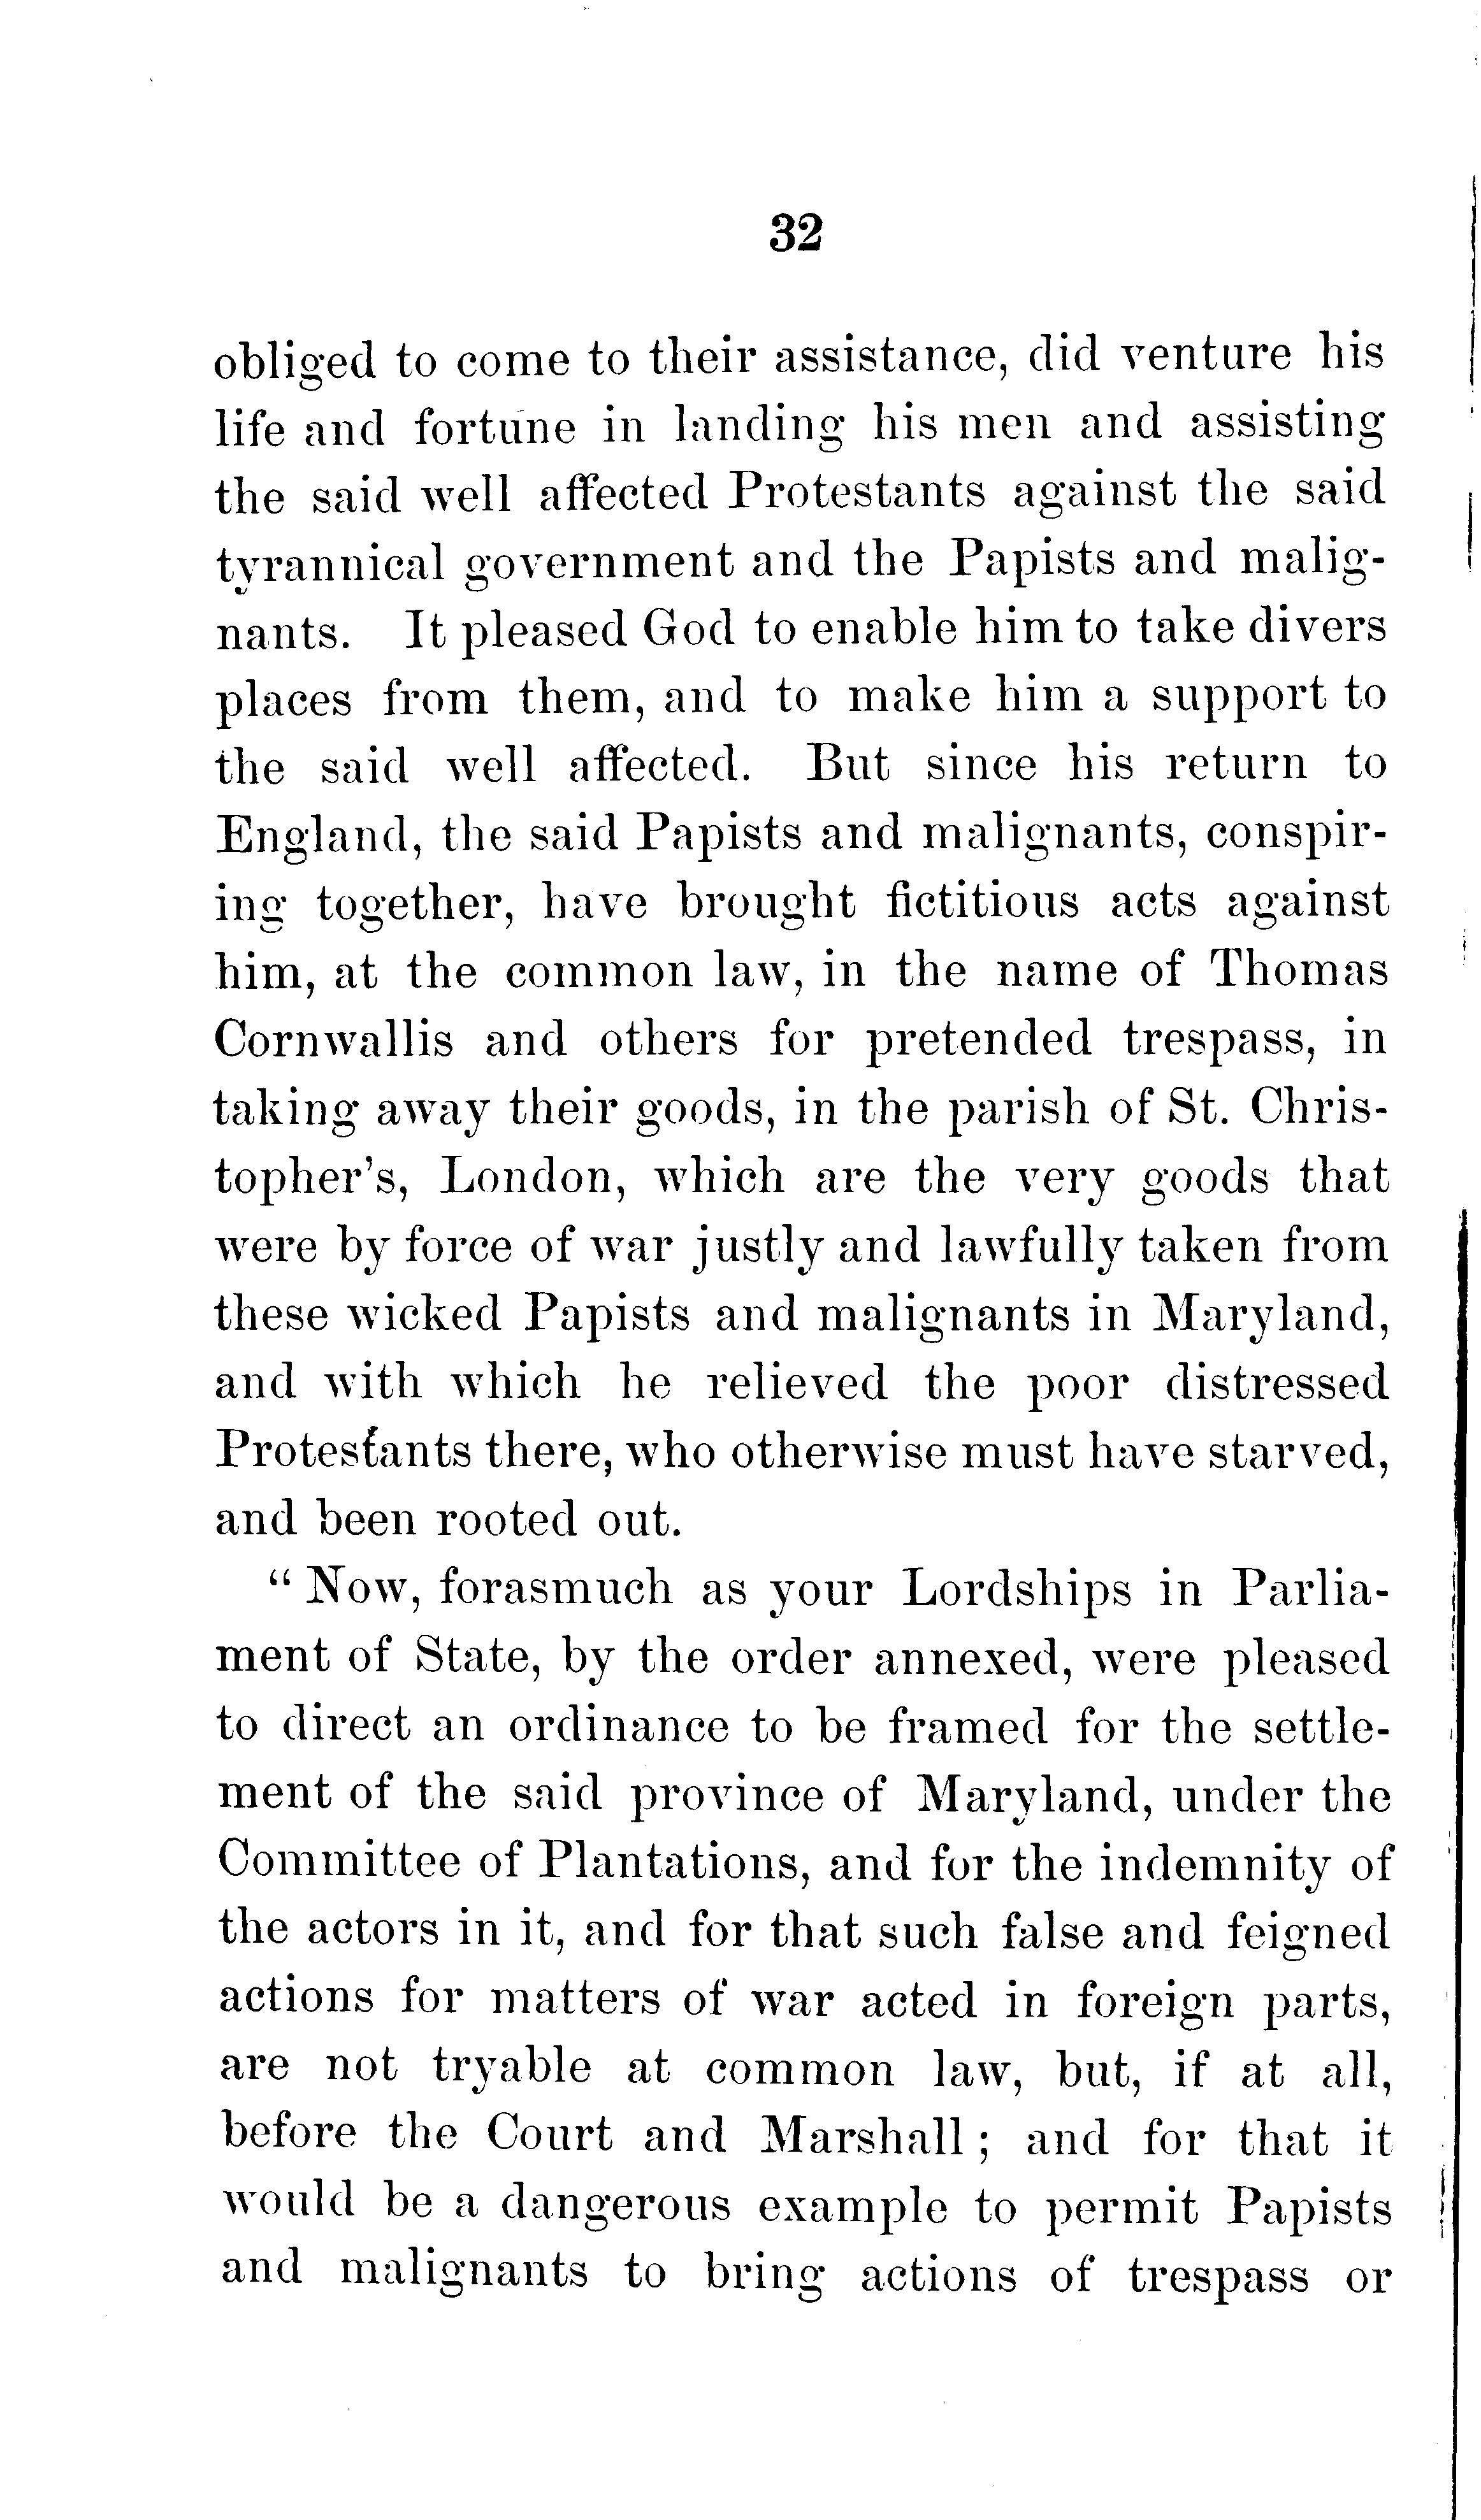 32
obliged to come to their assistance, did venture his
life and fortune in landing his men and assisting
the said well affected Protestants against the said
tyrannical government and the Papists and malig-
nants. It pleased God to enable him to take divers
places from them, and to make him a support to
the said well affected. But since his return to
England, the said Papists and malignants, conspir-
ing together, have brought fictitious acts against
him, at the common law, in the name of Thomas
Cornwallis and others for pretended trespass, in
taking away their goods, in the parish of St. Chris-
topher's, London, which are the very goods that
were by force of war justly and lawfully taken from
these wicked Papists and malignants in Maryland,
and with which he relieved the poor distressed
Protestants there, who otherwise must have starved,
and been rooted out.
" Now, forasmuch as your Lordships in Parlia-
ment of State, by the order annexed, were pleased
to direct an ordinance to be framed for the settle-
ment of the said province of Maryland, under the
Committee of Plantations, and for the indemnity of
the actors in it, and for that such false and feigned
actions for matters of war acted in foreign parts,
are not tryable at common law, but, if at all,
before the Court and Marshall ; and for that it
would be a dangerous example to permit Papists
and malignants to bring actions of trespass or